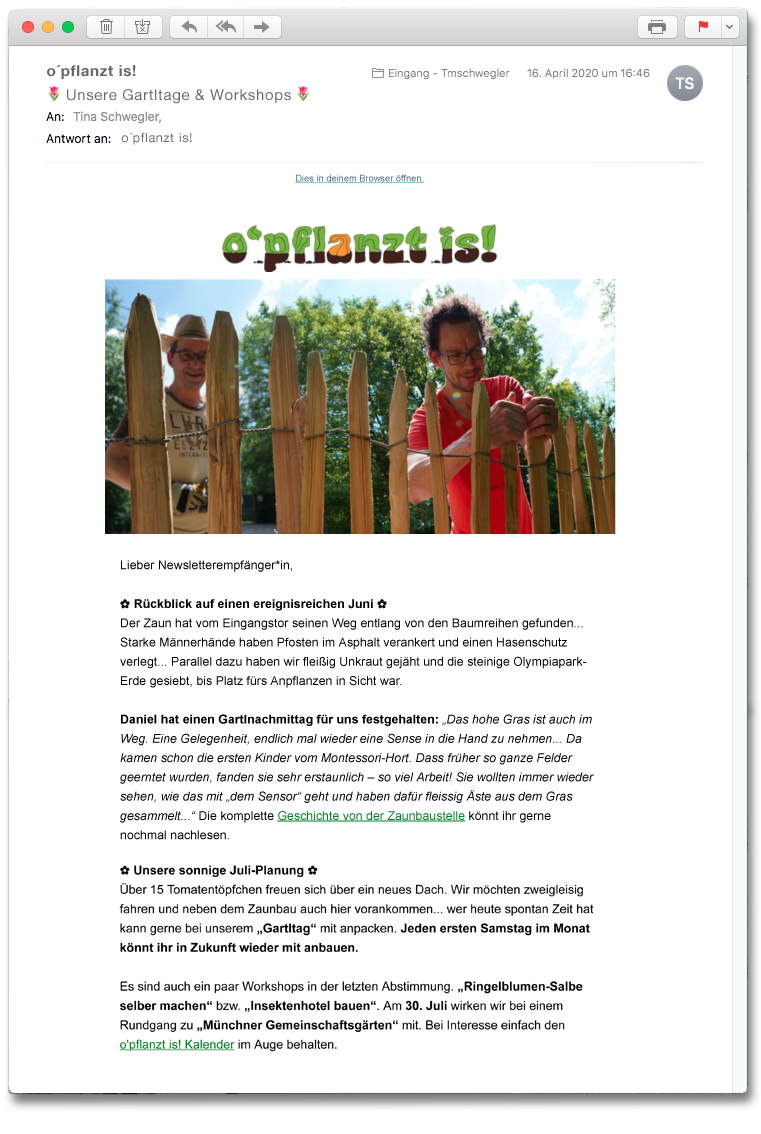 o´pflanzt is!
Eingang - Tmschwegler 16. April 2020 um 16:46
TS
🌷 Unsere Gartltage & Workshops 🌷
An: Tina Schwegler,
Antwort an: o´pflanzt is!
Dies in deinem Browser öffnen.
o'pflanzt is!
Lieber Newsletterempfänger*in,
✿ Rückblick auf einen ereignisreichen Juni ✿
Der Zaun hat vom Eingangstor seinen Weg entlang von den Baumreihen gefunden...
Starke Männerhände haben Pfosten im Asphalt verankert und einen Hasenschutz
verlegt... Parallel dazu haben wir fleißig Unkraut gejäht und die steinige Olympiapark-
Erde gesiebt, bis Platz fürs Anpflanzen in Sicht war.
Daniel hat einen Gartlnachmittag für uns festgehalten: „Das hohe Gras ist auch im
Weg. Eine Gelegenheit, endlich mal wieder eine Sense in die Hand zu nehmen... Da
kamen schon die ersten Kinder vom Montessori-Hort. Dass früher so ganze Felder
geerntet wurden, fanden sie sehr erstaunlich – so viel Arbeit! Sie wollten immer wieder
sehen, wie das mit „dem Sensor“ geht und haben dafür fleissig Äste aus dem Gras
gesammelt...“ Die komplette Geschichte von der Zaunbaustelle könnt ihr gerne
nochmal nachlesen.
✿ Unsere sonnige Juli-Planung ✿
Über 15 Tomatentöpfchen freuen sich über ein neues Dach. Wir möchten zweigleisig
fahren und neben dem Zaunbau auch hier vorankommen... wer heute spontan Zeit hat
kann gerne bei unserem „Gartltag“ mit anpacken. Jeden ersten Samstag im Monat
könnt ihr in Zukunft wieder mit anbauen.
Es sind auch ein paar Workshops in der letzten Abstimmung. „Ringelblumen-Salbe
selber machen“ bzw. „Insektenhotel bauen“. Am 30. Juli wirken wir bei einem
Rundgang zu „Münchner Gemeinschaftsgärten“ mit. Bei Interesse einfach den
o'pflanzt is! Kalender im Auge behalten.